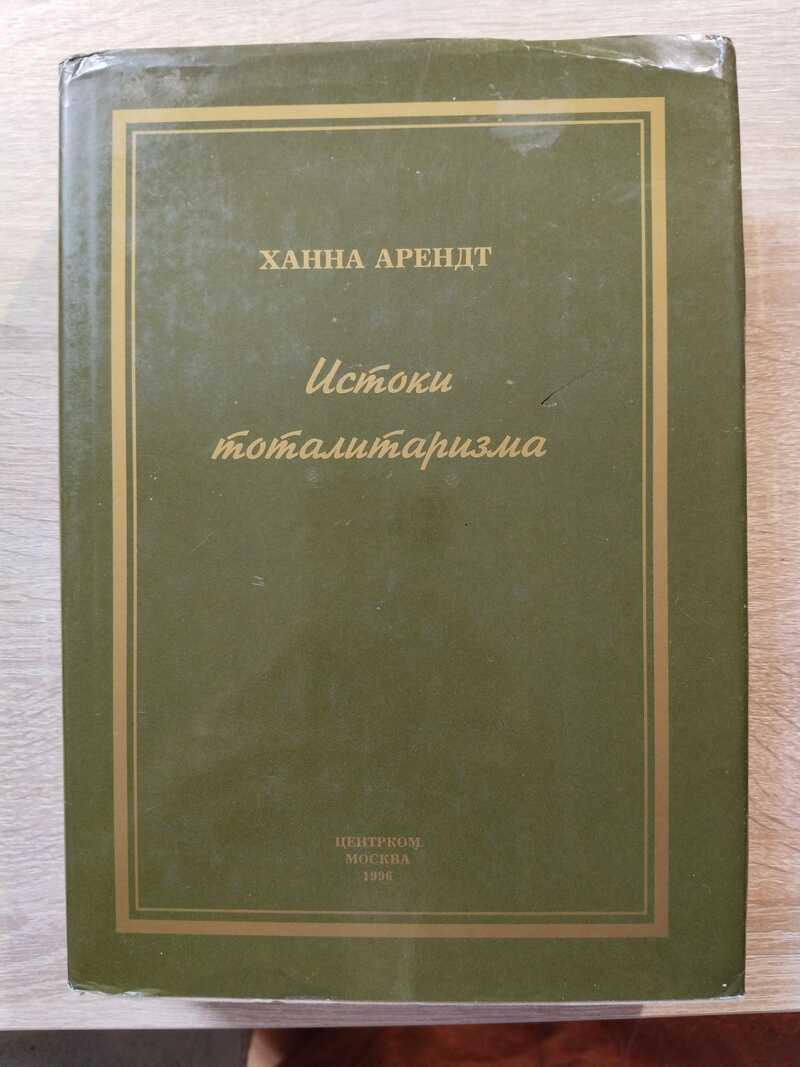 ХАННА АРЕНДТ
Истоки
тоталитаризма
ЦЕНТРКОМ
МОСКВА
1996